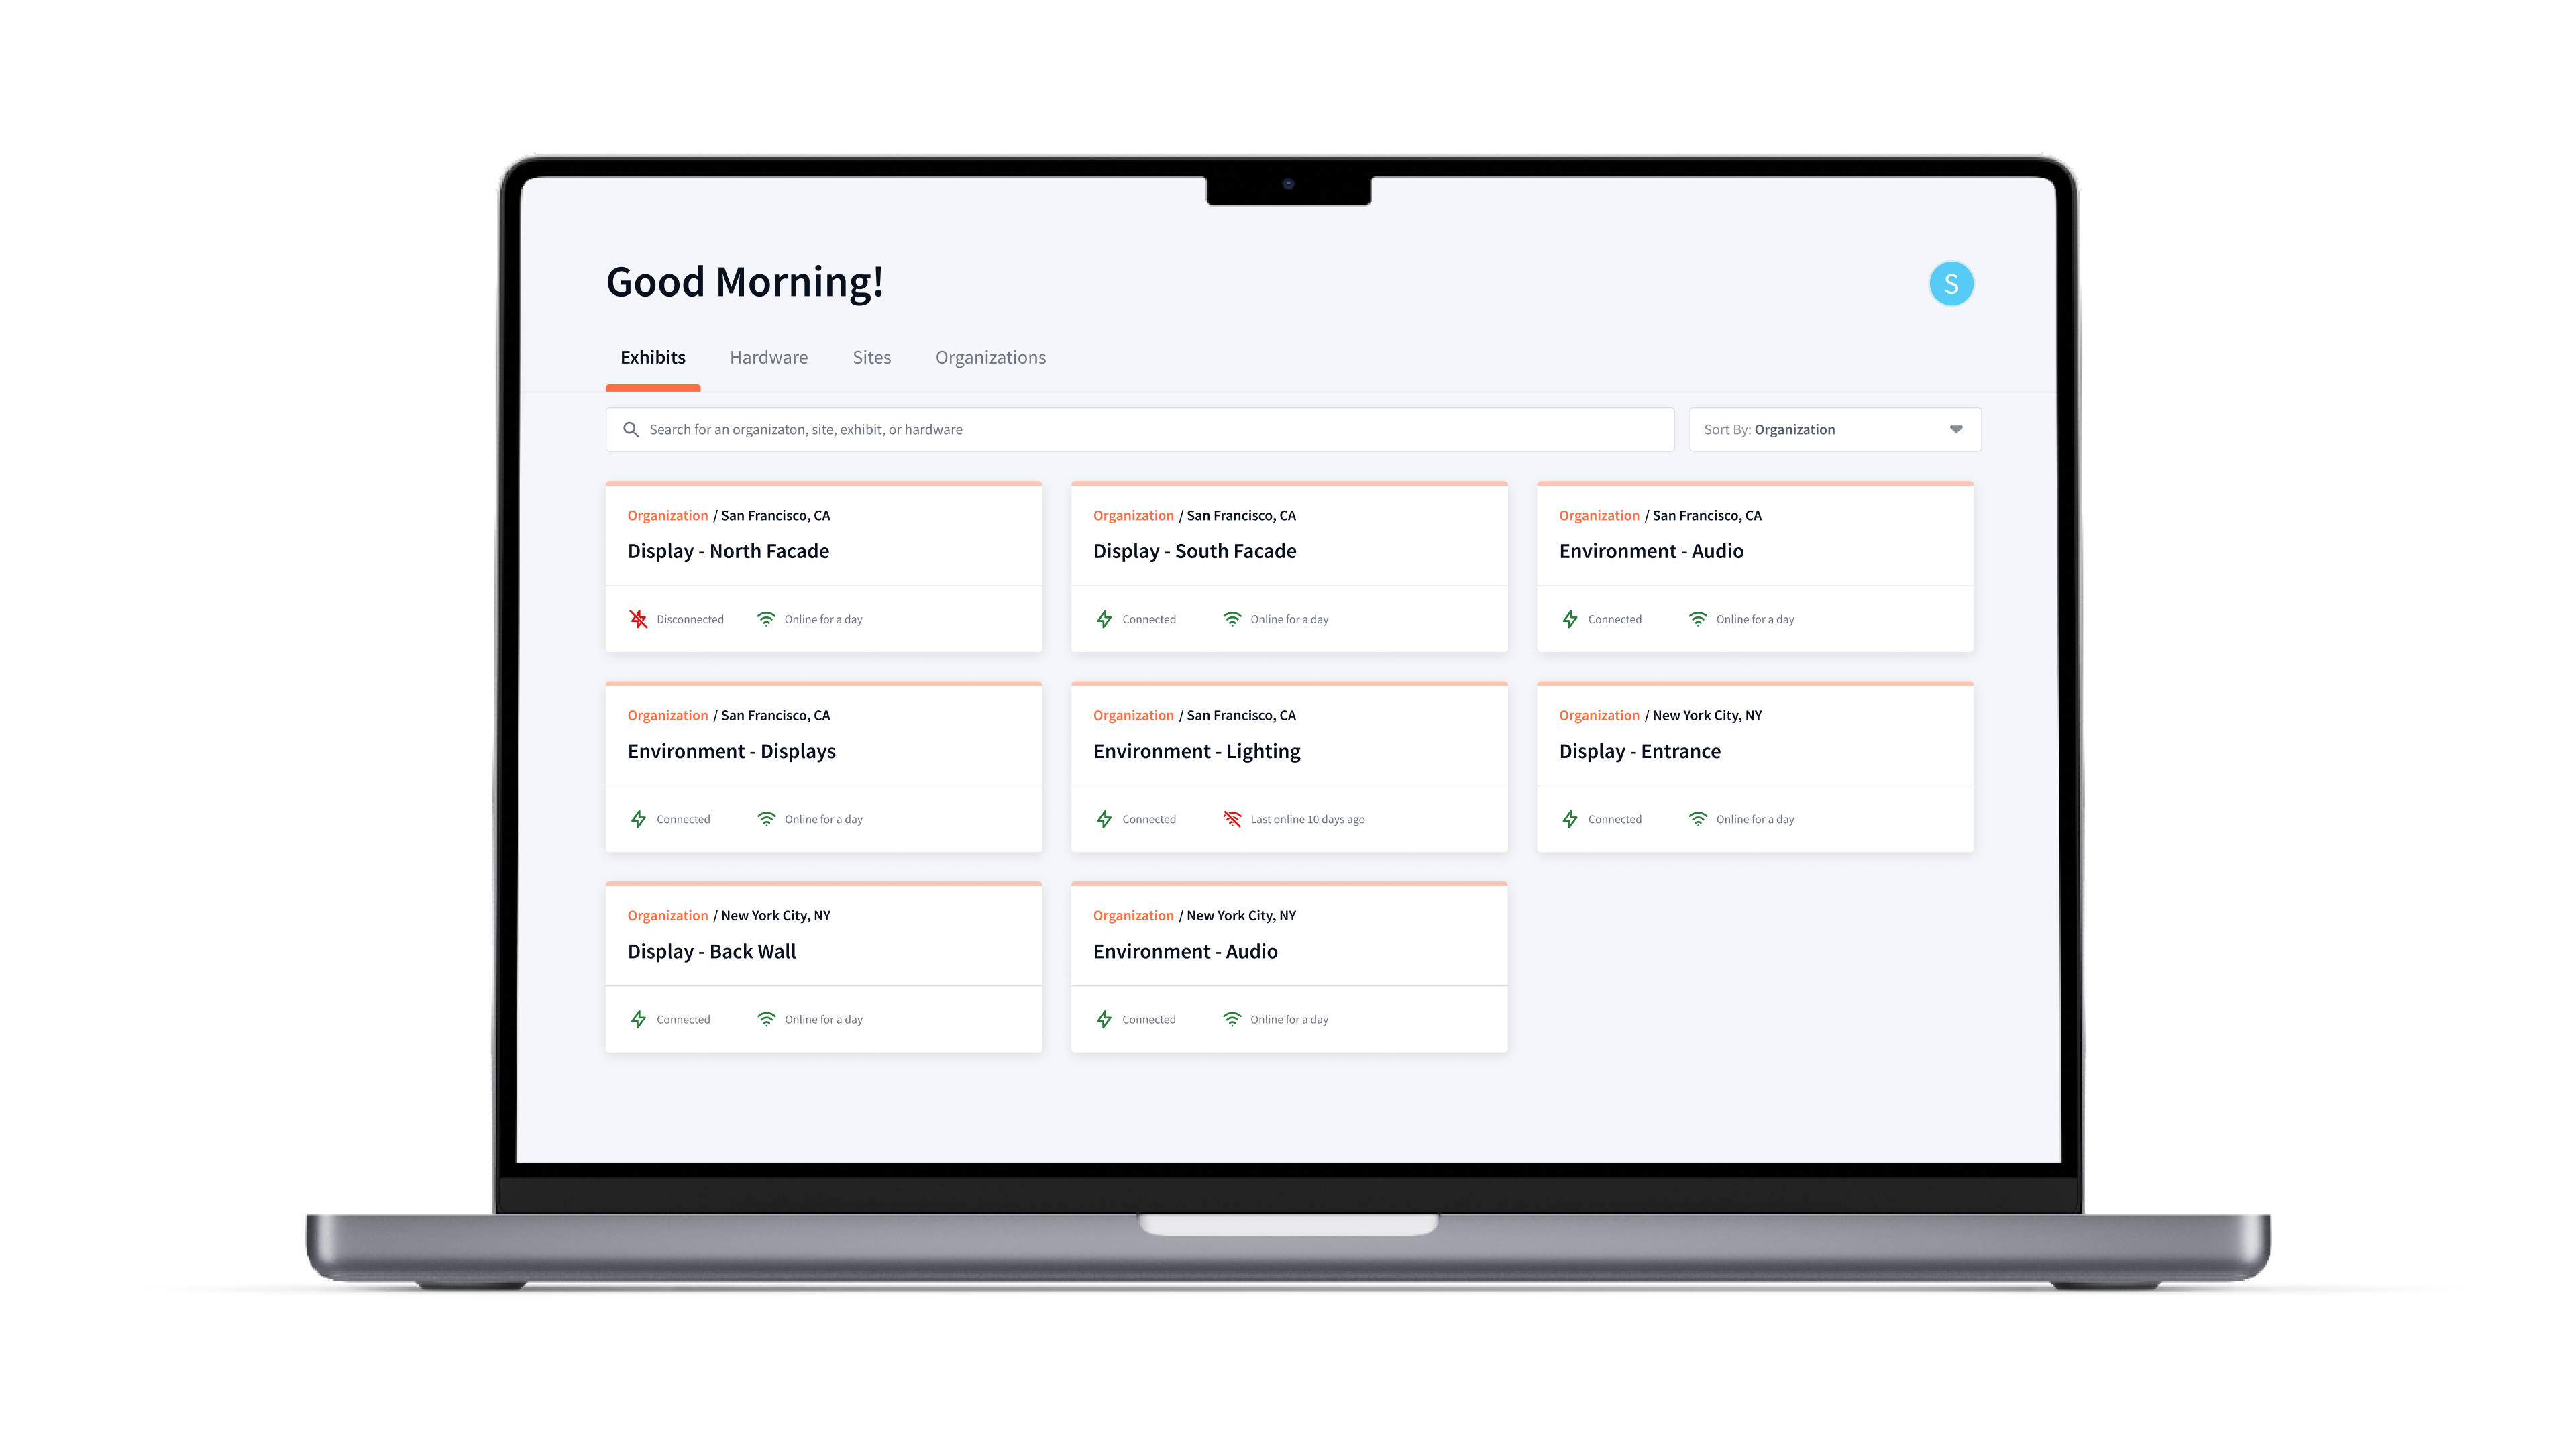 Good Morning!
S
Exhibits Hardware Sites Organizations
Search for an organizaton, site, exhibit, or hardware
Sort By: Organization
Organization / San Francisco, CA
Display - North Facade
Disconnected Online for a day
Organization / San Francisco, CA
Display - South Facade
Connected Online for a day
Organization / San Francisco, CA
Environment - Audio
Connected Online for a day
Organization / San Francisco, CA
Environment - Displays
Connected Online for a day
Organization / San Francisco, CA
Environment - Lighting
Connected Last online 10 days ago
Organization / New York City, NY
Display - Entrance
Connected Online for a day
Organization / New York City, NY
Display - Back Wall
Connected Online for a day
Organization / New York City, NY
Environment - Audio
Connected Online for a day